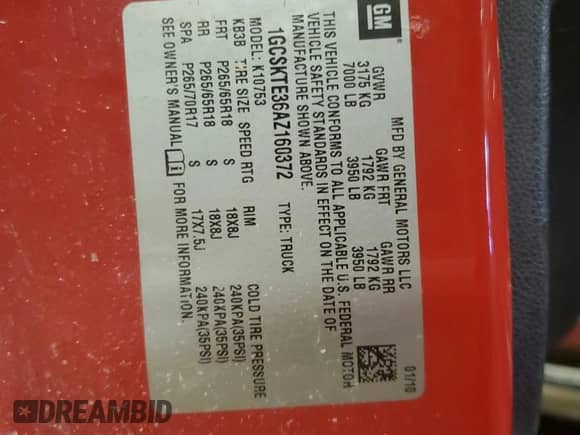 GM
MFD BY GENERAL MOTORS LLC
01/10
GVWR GAWR FRT GAWR RR
3175 KG 1792 KG 1792 KG
7000 LB 3950 LB 3950 LB
THIS VEHICLE CONFORMS TO ALL APPLICABLE U.S. FEDERAL MOTOR
VEHICLE SAFETY STANDARDS IN EFFECT ON THE DATE OF
MANUFACTURE SHOWN ABOVE.
1GCSKTE36AZ160372 TYPE: TRUCK
MODEL: K10753
KB3B TIRE SIZE SPEED RTG RIM COLD TIRE PRESSURE
FRT P265/65R18 S 18X8J 240KPA(35PSI)
RR P265/65R18 S 18X8J 240KPA(35PSI)
SPA P265/70R17 S 17X7.5J 240KPA(35PSI)
SEE OWNER'S MANUAL FOR MORE INFORMATION.
DREAMBID